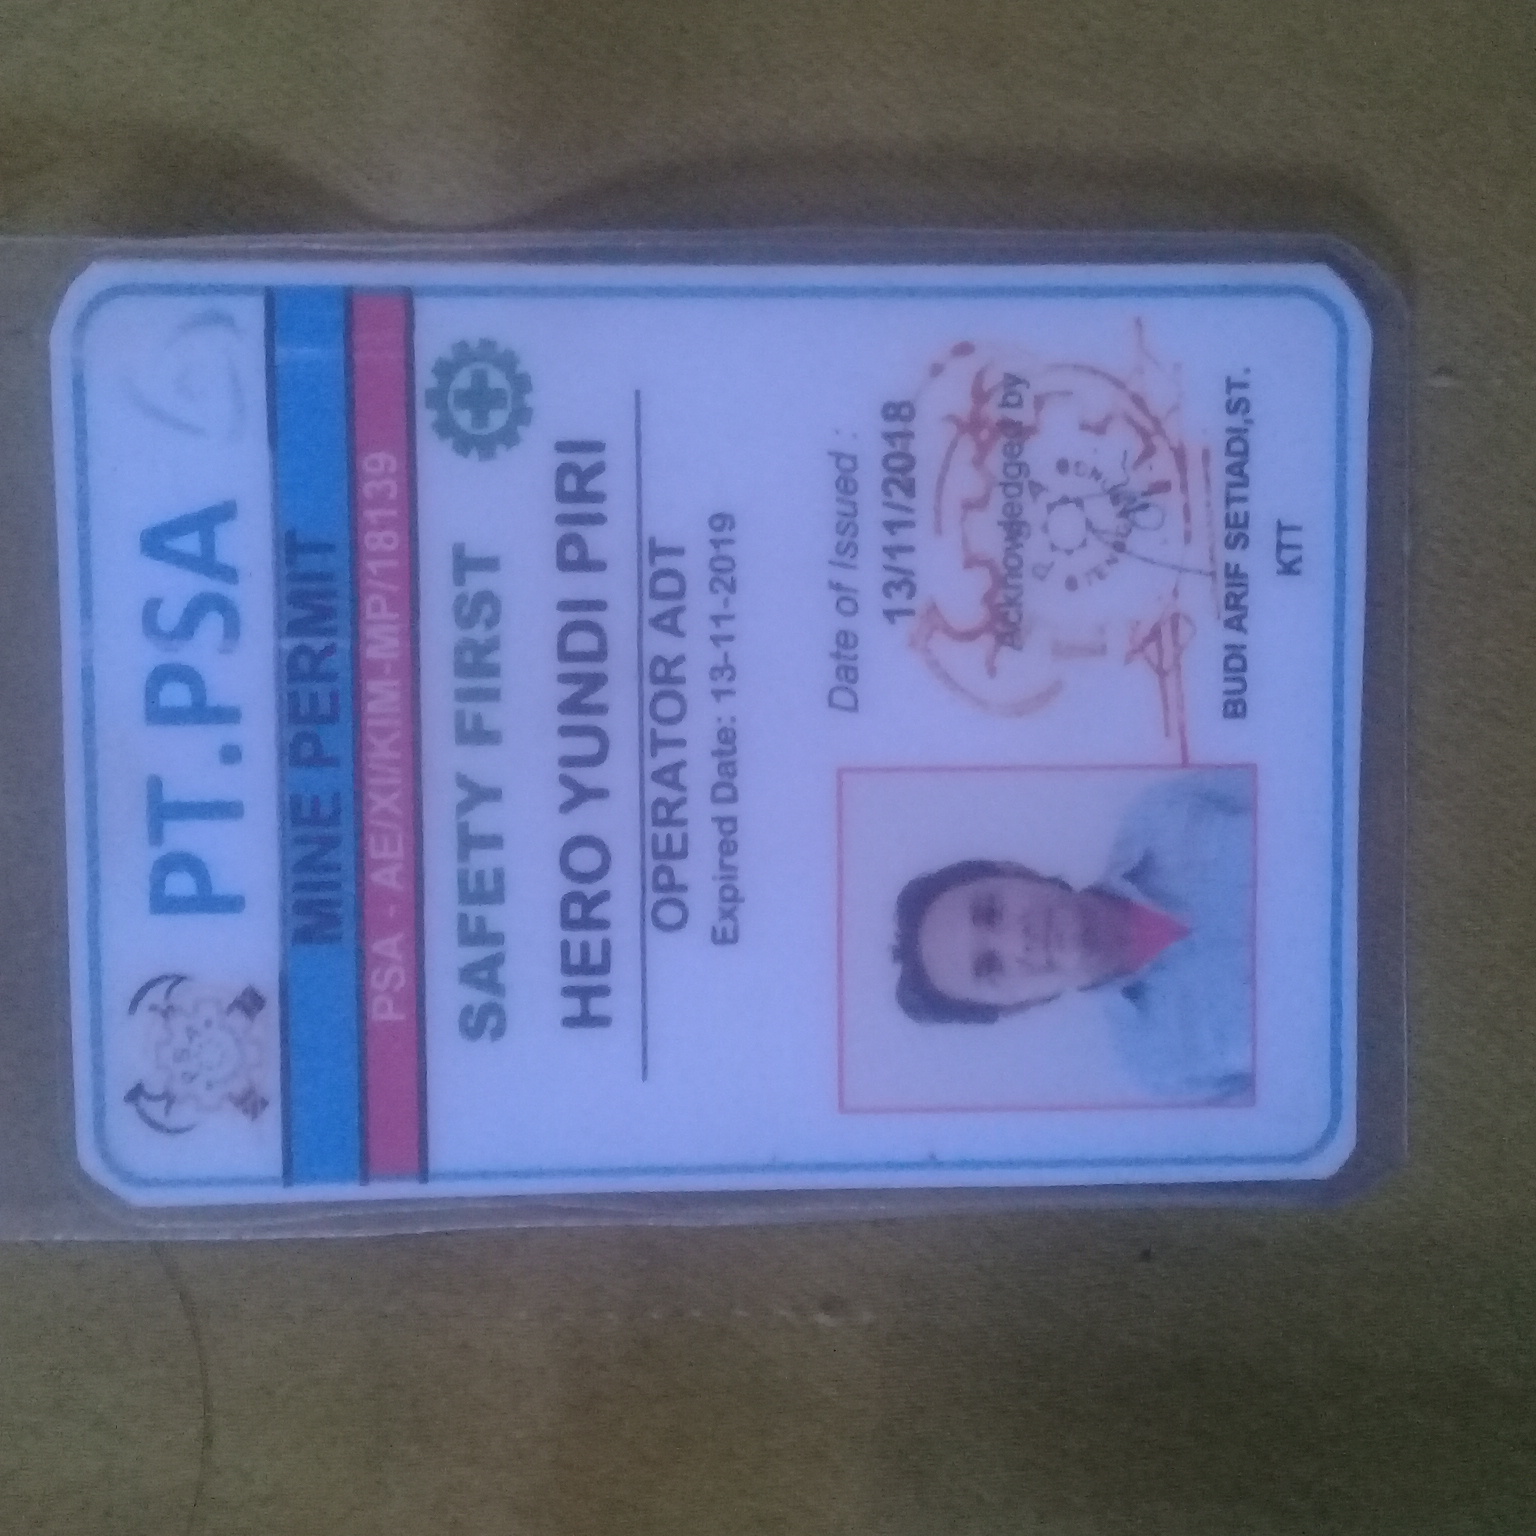 PT.PSA
MINE PERMIT
PSA - AE/XI/KIM-MP/18139
SAFETY FIRST
HERO YUNDI PIRI
OPERATOR ADT
Expired Date: 13-11-2019
Date of Issued :
13/11/2018
Acknowledged by
BUDI ARIF SETIADI,ST.
KTT